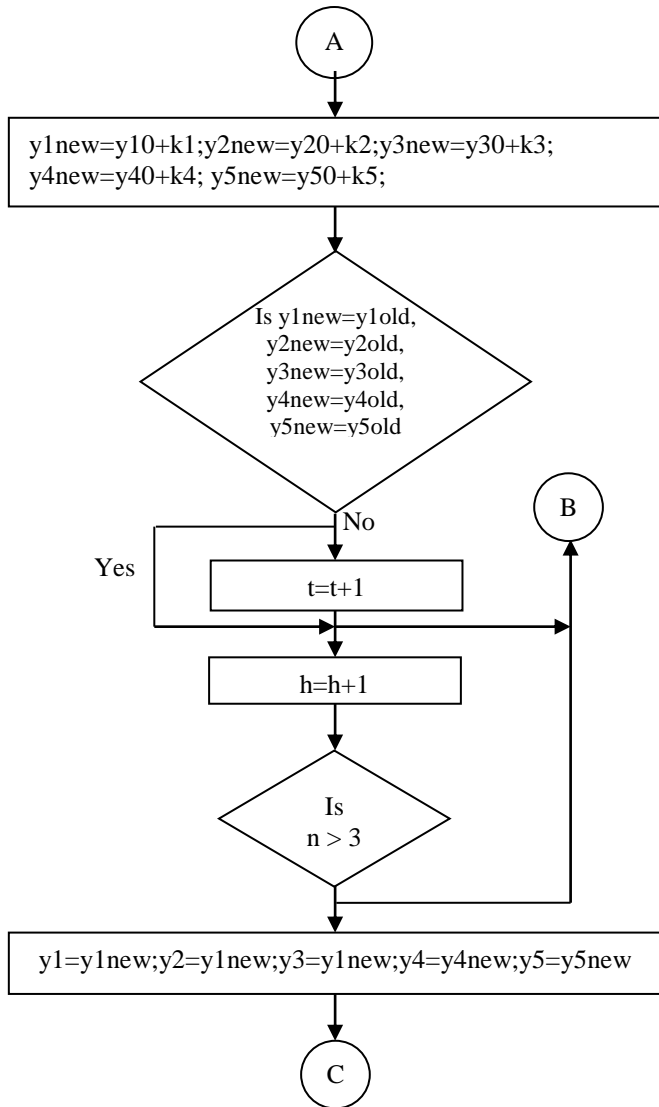 A
y1new=y10+k1;y2new=y20+k2;y3new=y30+k3;
y4new=y40+k4; y5new=y50+k5;
Is y1new=y1old,
y2new=y2old,
y3new=y3old,
y4new=y4old,
y5new=y5old
No
B
Yes
t=t+1
h=h+1
Is
n > 3
y1=y1new;y2=y1new;y3=y1new;y4=y4new;y5=y5new
C